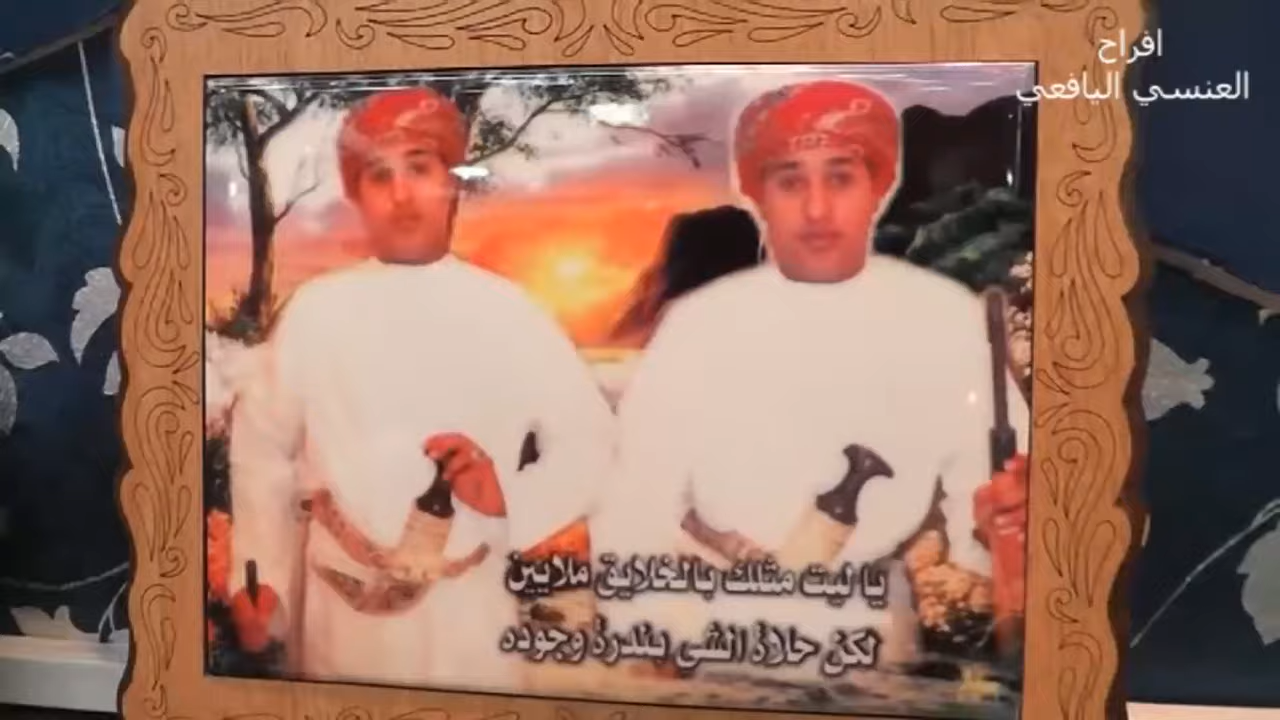 افراح
العنسي اليافعي
يا ليت مثلك بالخلايق ملايين
لكن حلاة الشي بندرة وجوده